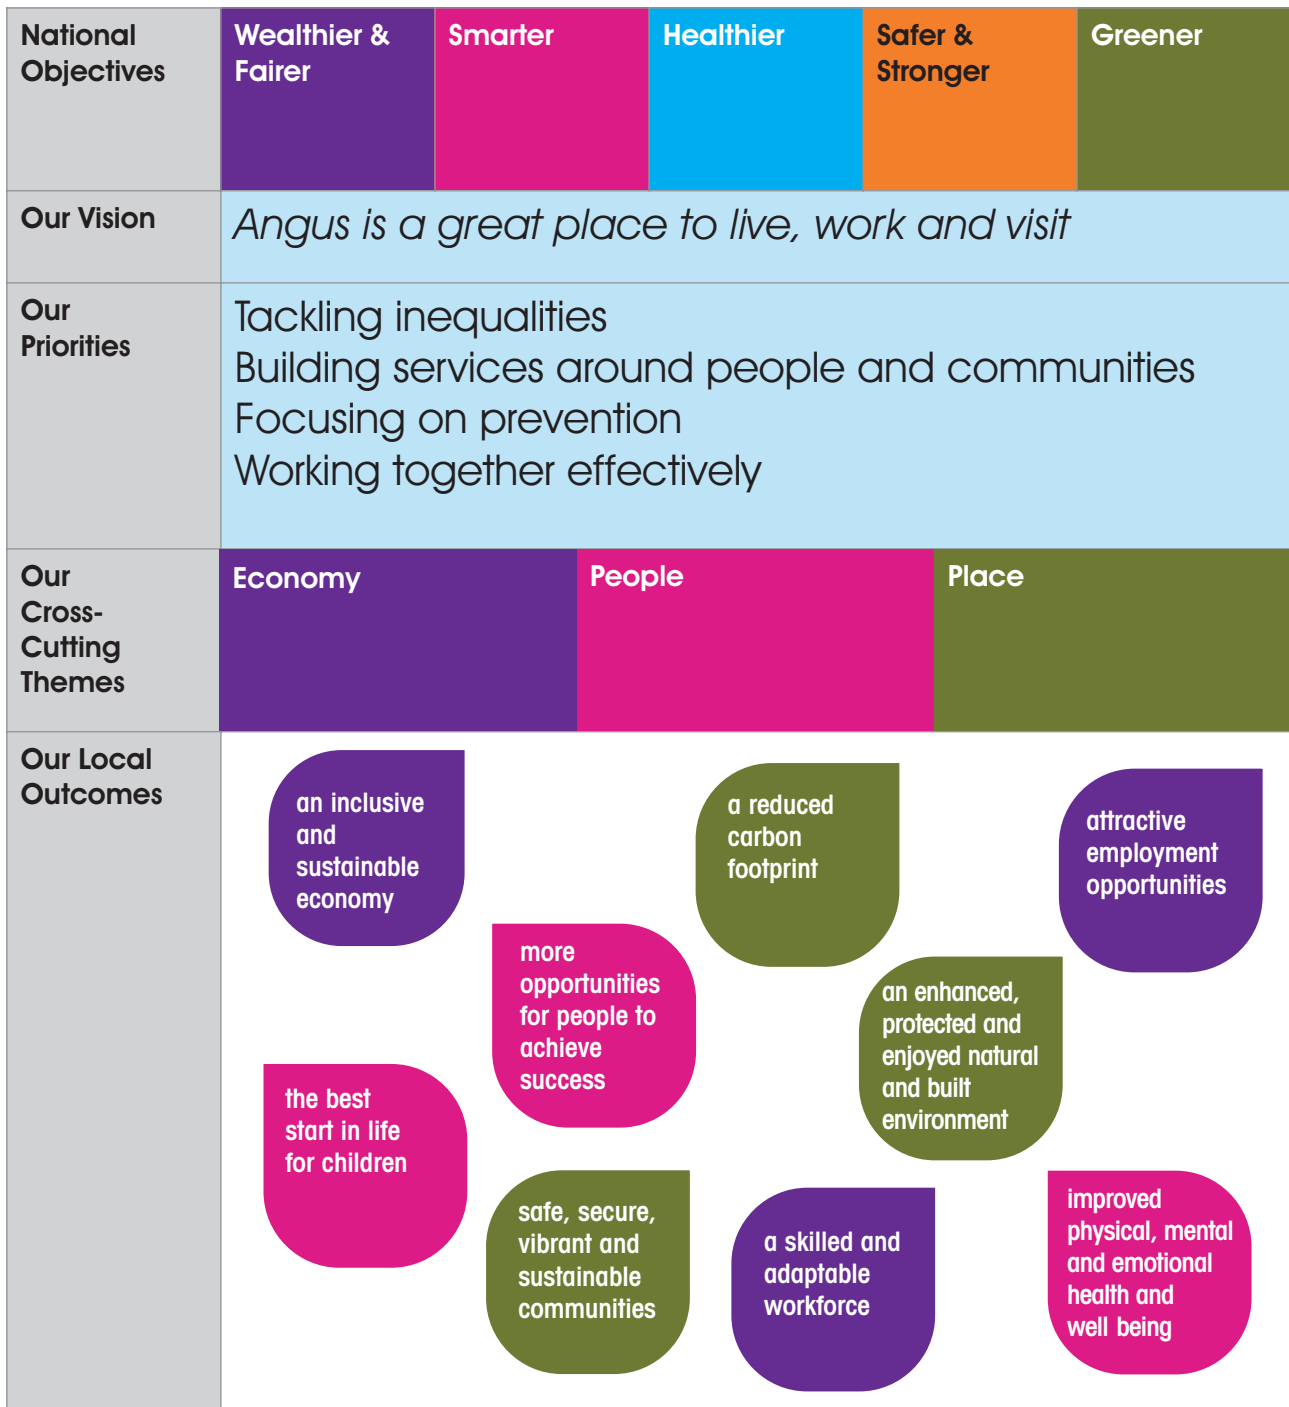 National
Objectives
Wealthier &
Fairer
Smarter
Healthier
Safer &
Stronger
Greener
Our Vision
Angus is a great place to live, work and visit
Our
Priorities
Tackling inequalities
Building services around people and communities
Focusing on prevention
Working together effectively
Our
Cross-
Cutting
Themes
Economy
People
Place
Our Local
Outcomes
an inclusive
and
sustainable
economy
a reduced
carbon
footprint
attractive
employment
opportunities
more
opportunities
for people to
achieve
success
an enhanced,
protected and
enjoyed natural
and built
environment
the best
start in life
for children
safe, secure,
vibrant and
sustainable
communities
a skilled and
adaptable
workforce
improved
physical, mental
and emotional
health and
well being